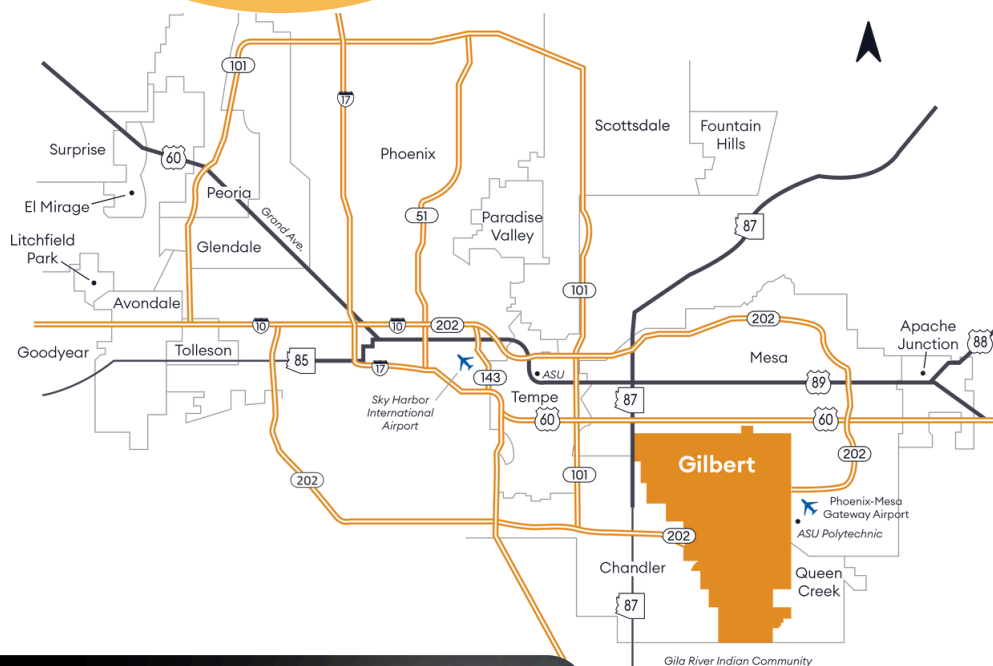 101
17
Scottsdale
Fountain
Hills
Surprise
60
Phoenix
El Mirage
Peoria
Grand Ave.
51
Paradise
Valley
87
Litchfield
Park
Glendale
101
Avondale
10
10
202
202
Apache
Junction
88
Goodyear
Tolleson
85
17
Mesa
143
ASU
89
Sky Harbor
International
Airport
Tempe
87
60
60
Gilbert
202
101
202
Phoenix-Mesa
Gateway Airport
ASU Polytechnic
202
Chandler
Queen
Creek
87
Gila River Indian Community